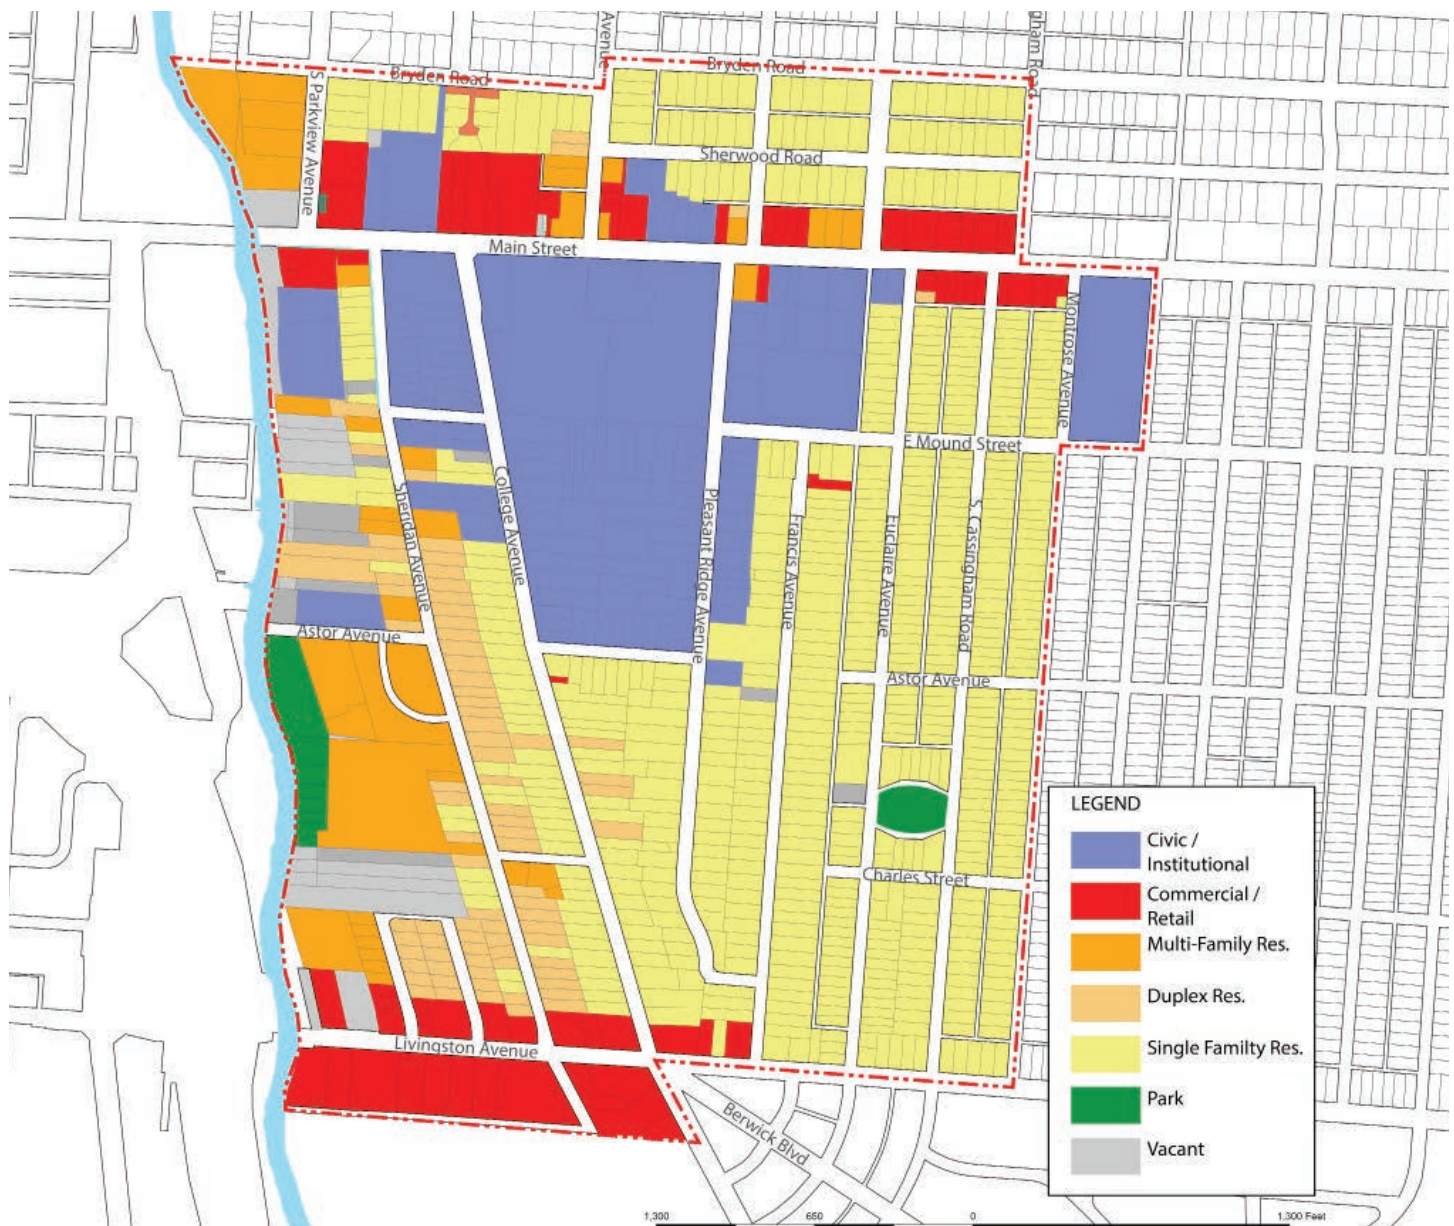 Avenue
gham Road
Bryden Road
Bryden Road
S Parkview Avenue
Sherwood Road
Main Street
Montrose Avenue
E Mound Street
Sheridan Avenue
College Avenue
Pleasant Ridge Avenue
Francis Avenue
Euclaire Avenue
S. Cassingham Road
Astor Avenue
Astor Avenue
Charles Street
Livingston Avenue
Berwick Blvd
LEGEND
Civic /
Institutional
Commercial /
Retail
Multi-Family Res.
Duplex Res.
Single Familty Res.
Park
Vacant
1,300 650 0 1,300 Feet